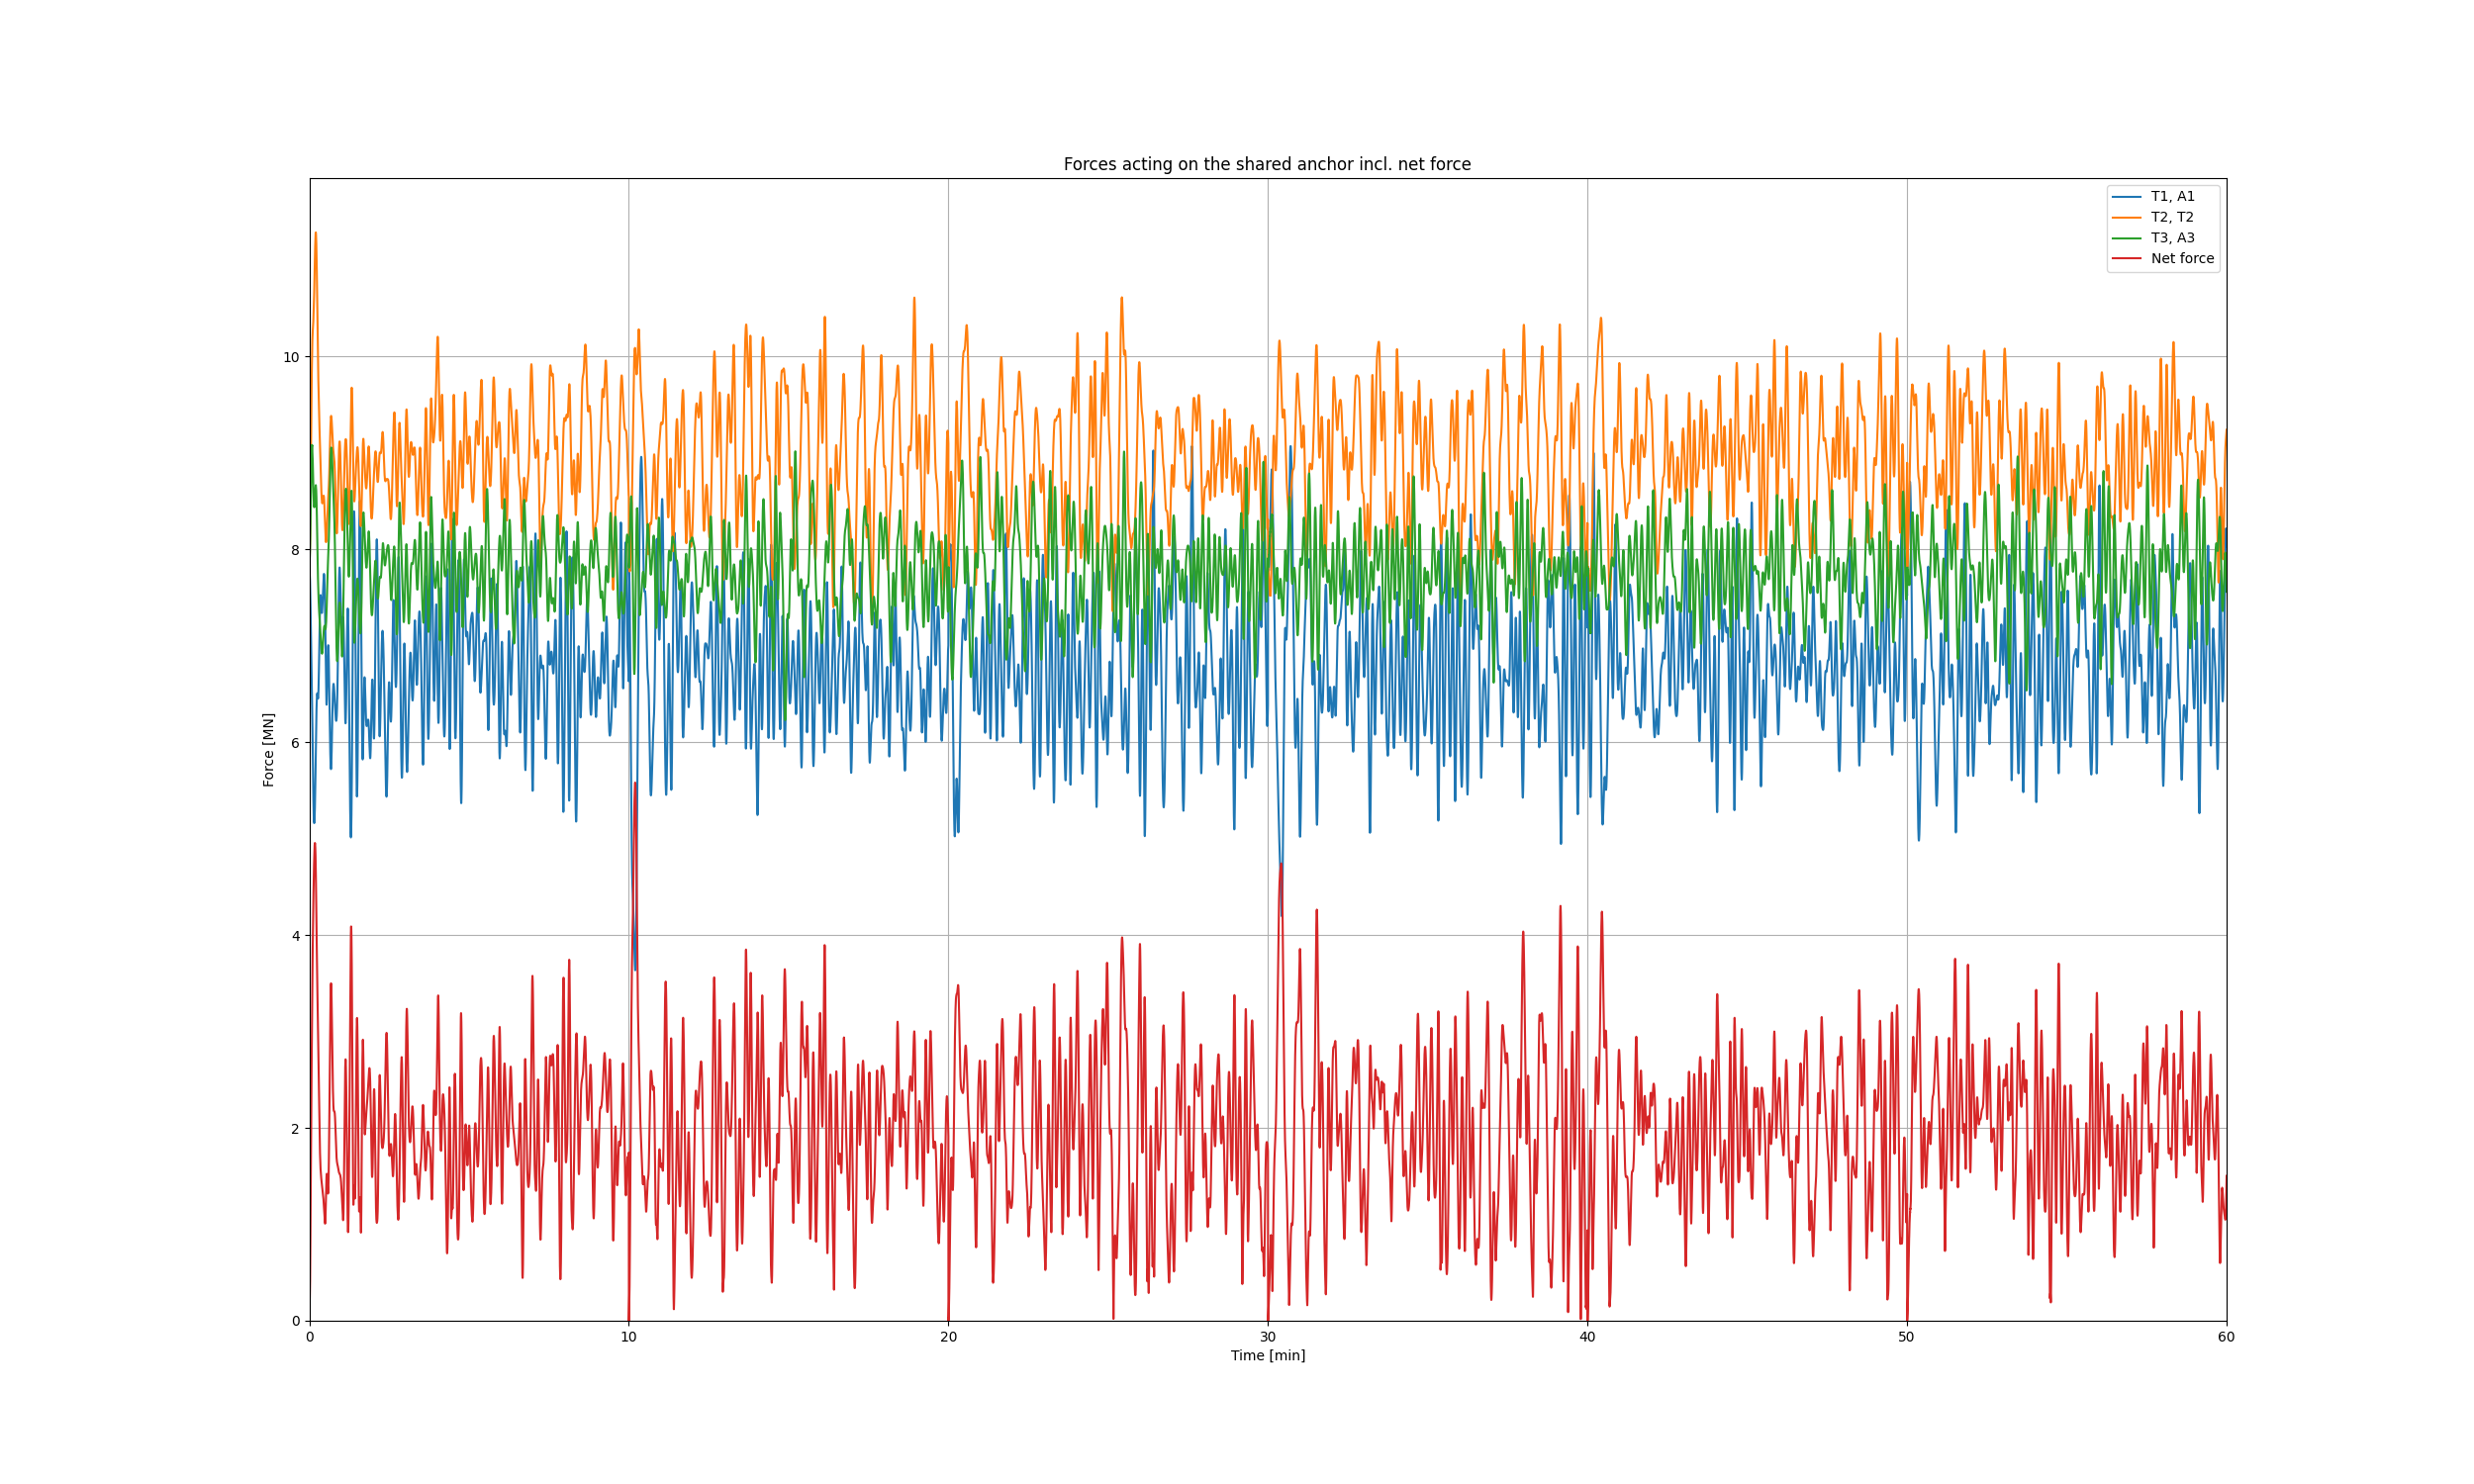 Forces acting on the shared anchor incl. net force
T1, A1
T2, T2
T3, A3
Net force
Force [MN]
10
8
6
4
2
0
0 10 20 30 40 50 60
Time [min]